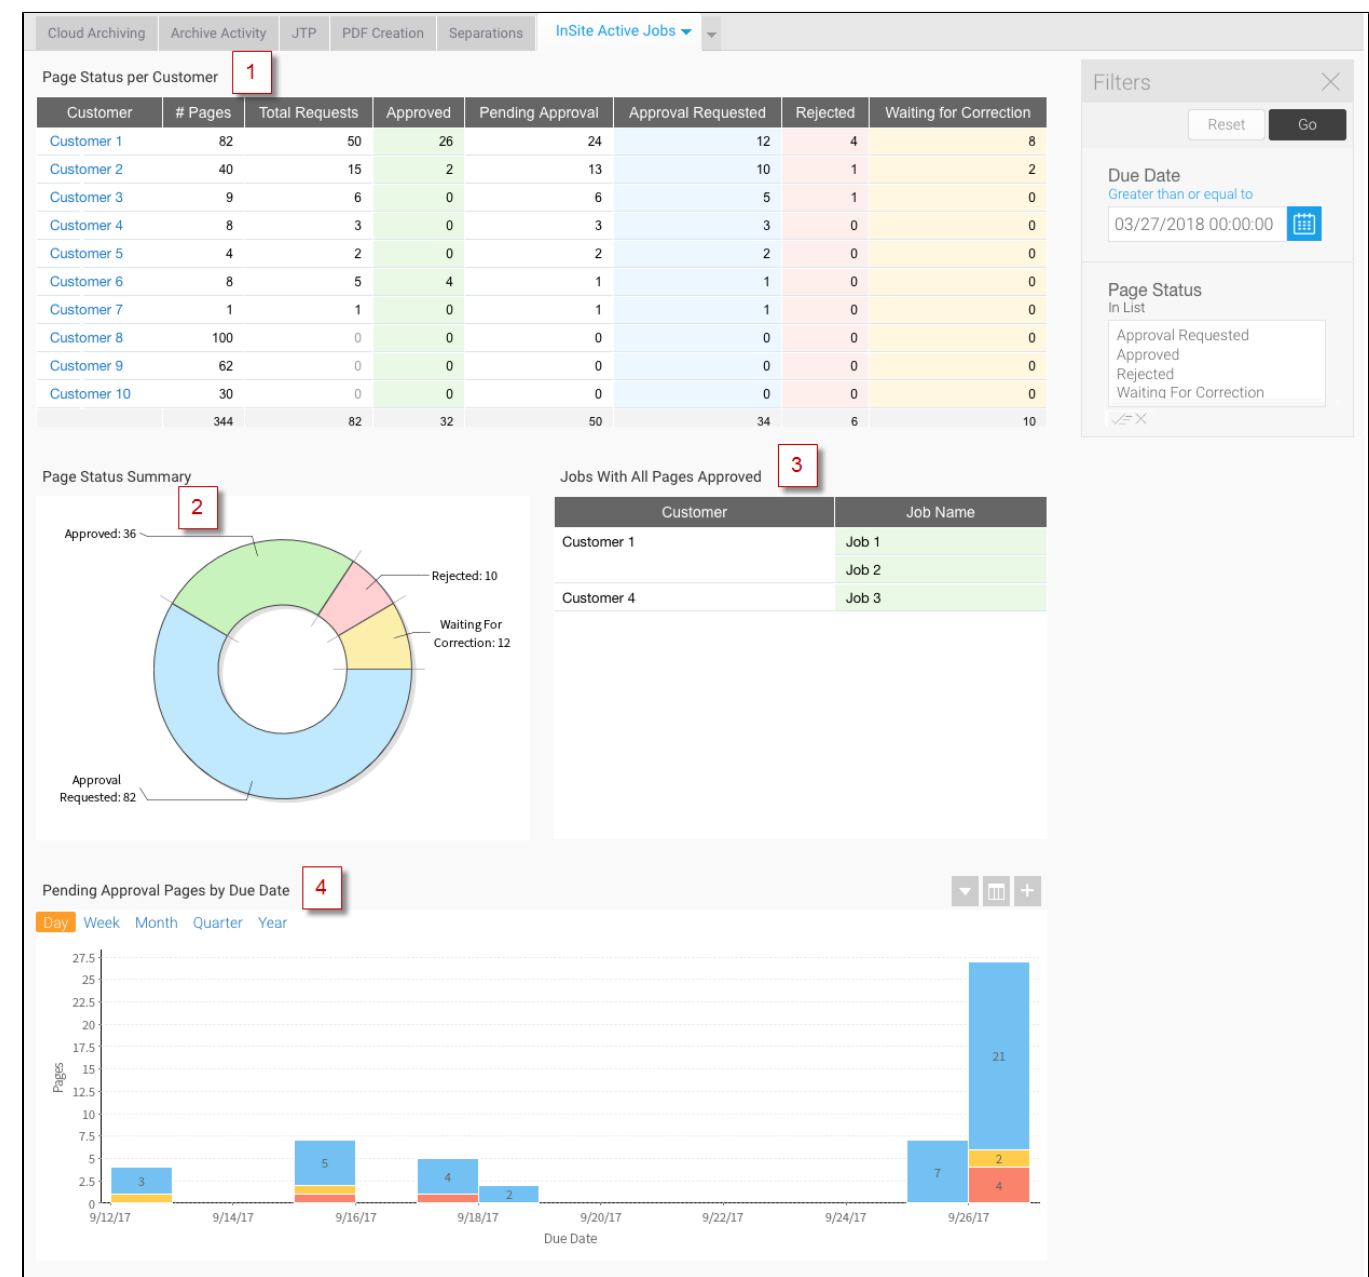 Cloud Archiving Archive Activity JTP PDF Creation Separations InSite Active Jobs
Page Status per Customer 1
Customer # Pages Total Requests Approved Pending Approval Approval Requested Rejected Waiting for Correction
Customer 1 82 50 26 24 12 4 8
Customer 2 40 15 2 13 10 1 2
Customer 3 9 6 0 6 5 1 0
Customer 4 8 3 0 3 3 0 0
Customer 5 4 2 0 2 2 0 0
Customer 6 8 5 4 1 1 0 0
Customer 7 1 1 0 1 1 0 0
Customer 8 100 0 0 0 0 0 0
Customer 9 62 0 0 0 0 0 0
Customer 10 30 0 0 0 0 0 0
344 82 32 50 34 6 10
Filters
Reset Go
Due Date
Greater than or equal to
03/27/2018 00:00:00
Page Status
In List
Approval Requested
Approved
Rejected
Waiting For Correction
Page Status Summary
2
Approved: 36
Rejected: 10
Waiting For
Correction: 12
Approval
Requested: 82
Jobs With All Pages Approved 3
Customer Job Name
Customer 1 Job 1
Job 2
Customer 4 Job 3
Pending Approval Pages by Due Date 4
Day Week Month Quarter Year
27.5
25
22.5
20
17.5
15
12.5
10
7.5
5
2.5
0
Pages
3
5
4
2
7
21
2
4
9/12/17 9/14/17 9/16/17 9/18/17 9/20/17 9/22/17 9/24/17 9/26/17
Due Date